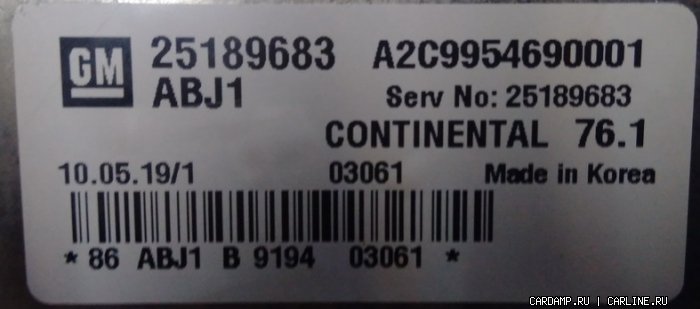 GM 25189683 A2C9954690001
ABJ1 Serv No: 25189683
CONTINENTAL 76.1
10.05.19/1 03061 Made in Korea
* 86 ABJ1 B 9194 03061 *
CARDAMP.RU | CARLINE.RU